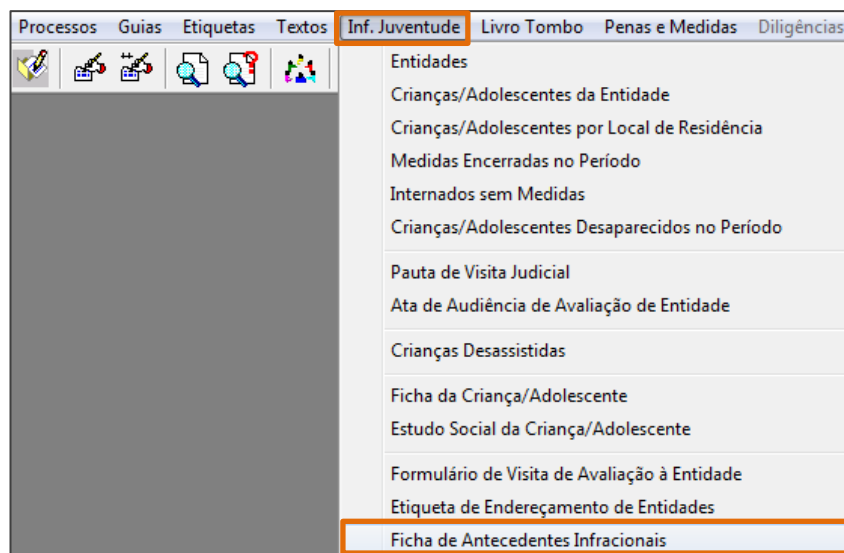 Processos Guias Etiquetas Textos Inf. Juventude Livro Tombo Penas e Medidas Diligências
Entidades
Crianças/Adolescentes da Entidade
Crianças/Adolescentes por Local de Residência
Medidas Encerradas no Período
Internados sem Medidas
Crianças/Adolescentes Desaparecidos no Período
Pauta de Visita Judicial
Ata de Audiência de Avaliação de Entidade
Crianças Desassistidas
Ficha da Criança/Adolescente
Estudo Social da Criança/Adolescente
Formulário de Visita de Avaliação à Entidade
Etiqueta de Endereçamento de Entidades
Ficha de Antecedentes Infracionais